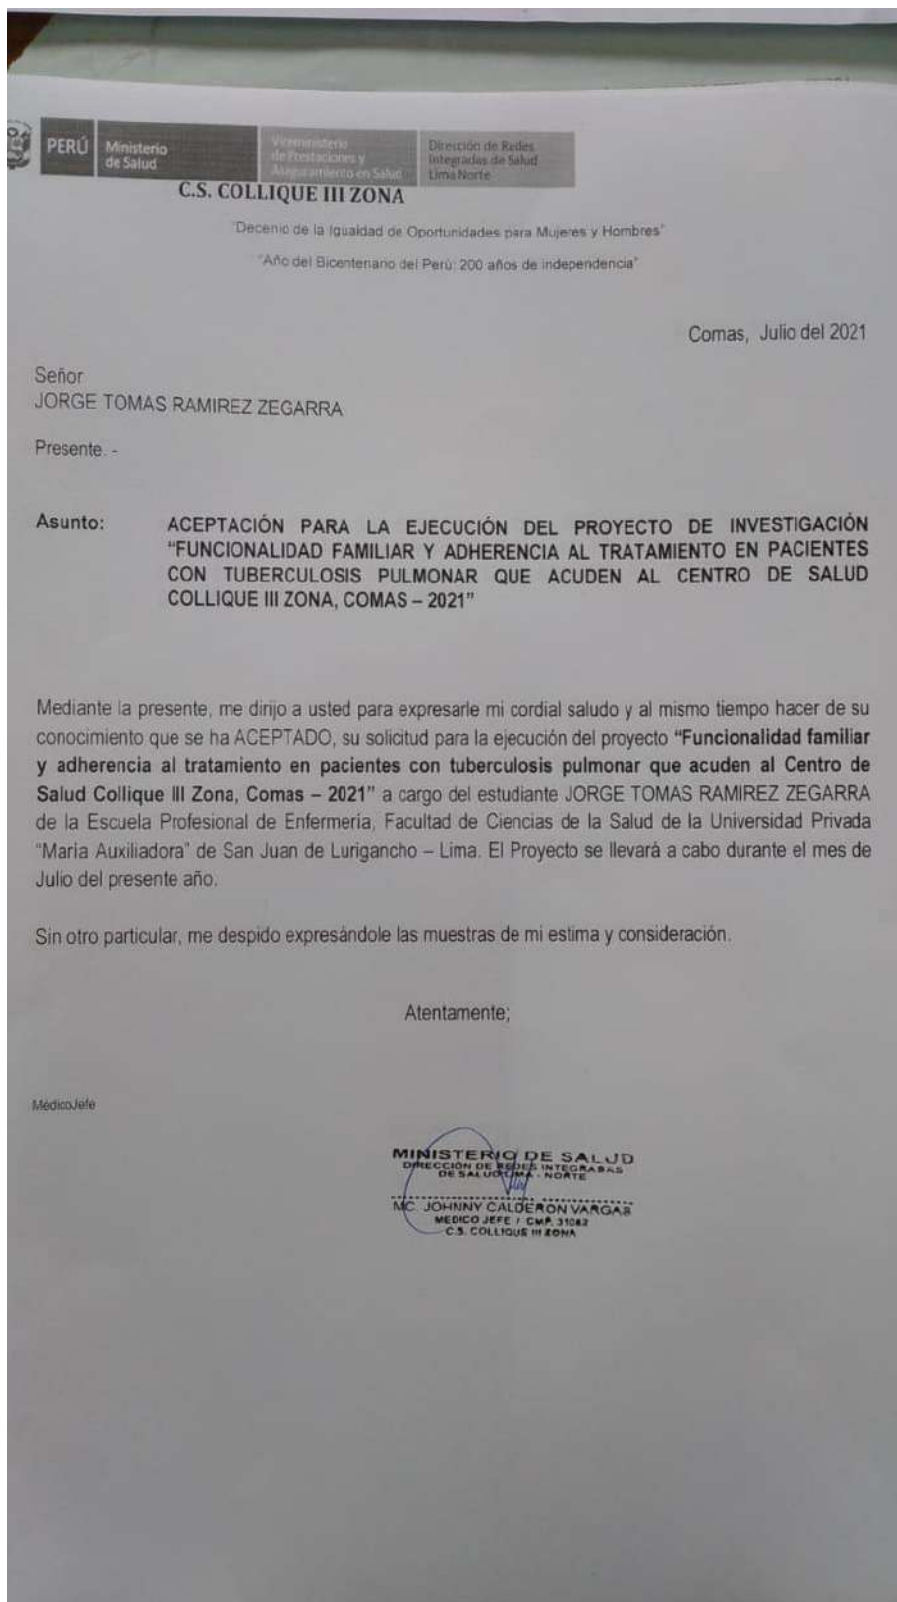 PERÚ
Ministerio
de Salud
Viceministerio
de Prestaciones y
Aseguramiento en Salud
Dirección de Redes
Integradas de Salud
Lima Norte
C.S. COLLIQUE III ZONA
"Decenio de la Igualdad de Oportunidades para Mujeres y Hombres"
"Año del Bicentenario del Perú: 200 años de independencia"
Comas, Julio del 2021
Señor
JORGE TOMAS RAMIREZ ZEGARRA
Presente. -
Asunto: ACEPTACIÓN PARA LA EJECUCIÓN DEL PROYECTO DE INVESTIGACIÓN
"FUNCIONALIDAD FAMILIAR Y ADHERENCIA AL TRATAMIENTO EN PACIENTES
CON TUBERCULOSIS PULMONAR QUE ACUDEN AL CENTRO DE SALUD
COLLIQUE III ZONA, COMAS – 2021"
Mediante la presente, me dirijo a usted para expresarle mi cordial saludo y al mismo tiempo hacer de su
conocimiento que se ha ACEPTADO, su solicitud para la ejecución del proyecto "Funcionalidad familiar
y adherencia al tratamiento en pacientes con tuberculosis pulmonar que acuden al Centro de
Salud Collique III Zona, Comas – 2021" a cargo del estudiante JORGE TOMAS RAMIREZ ZEGARRA
de la Escuela Profesional de Enfermería, Facultad de Ciencias de la Salud de la Universidad Privada
"Maria Auxiliadora" de San Juan de Lurigancho – Lima. El Proyecto se llevará a cabo durante el mes de
Julio del presente año.
Sin otro particular, me despido expresándole las muestras de mi estima y consideración.
Atentamente;
MédicoJefe
MINISTERIO DE SALUD
DIRECCIÓN DE REDES INTEGRADAS
DE SALUD LIMA - NORTE
MC. JOHNNY CALDERON VARGAS
MEDICO JEFE / CMP. 31082
C.S. COLLIQUE III ZONA